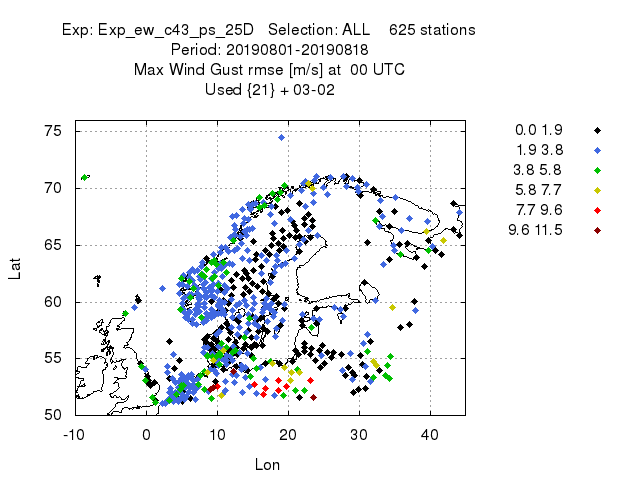 Exp: Exp_ew_c43_ps_25D Selection: ALL 625 stations
Period: 20190801-20190818
Max Wind Gust rmse [m/s] at 00 UTC
Used {21} + 03-02
0.0 1.9
1.9 3.8
3.8 5.8
5.8 7.7
7.7 9.6
9.6 11.5
75
70
65
60
55
50
Lat
-10 0 10 20 30 40
Lon